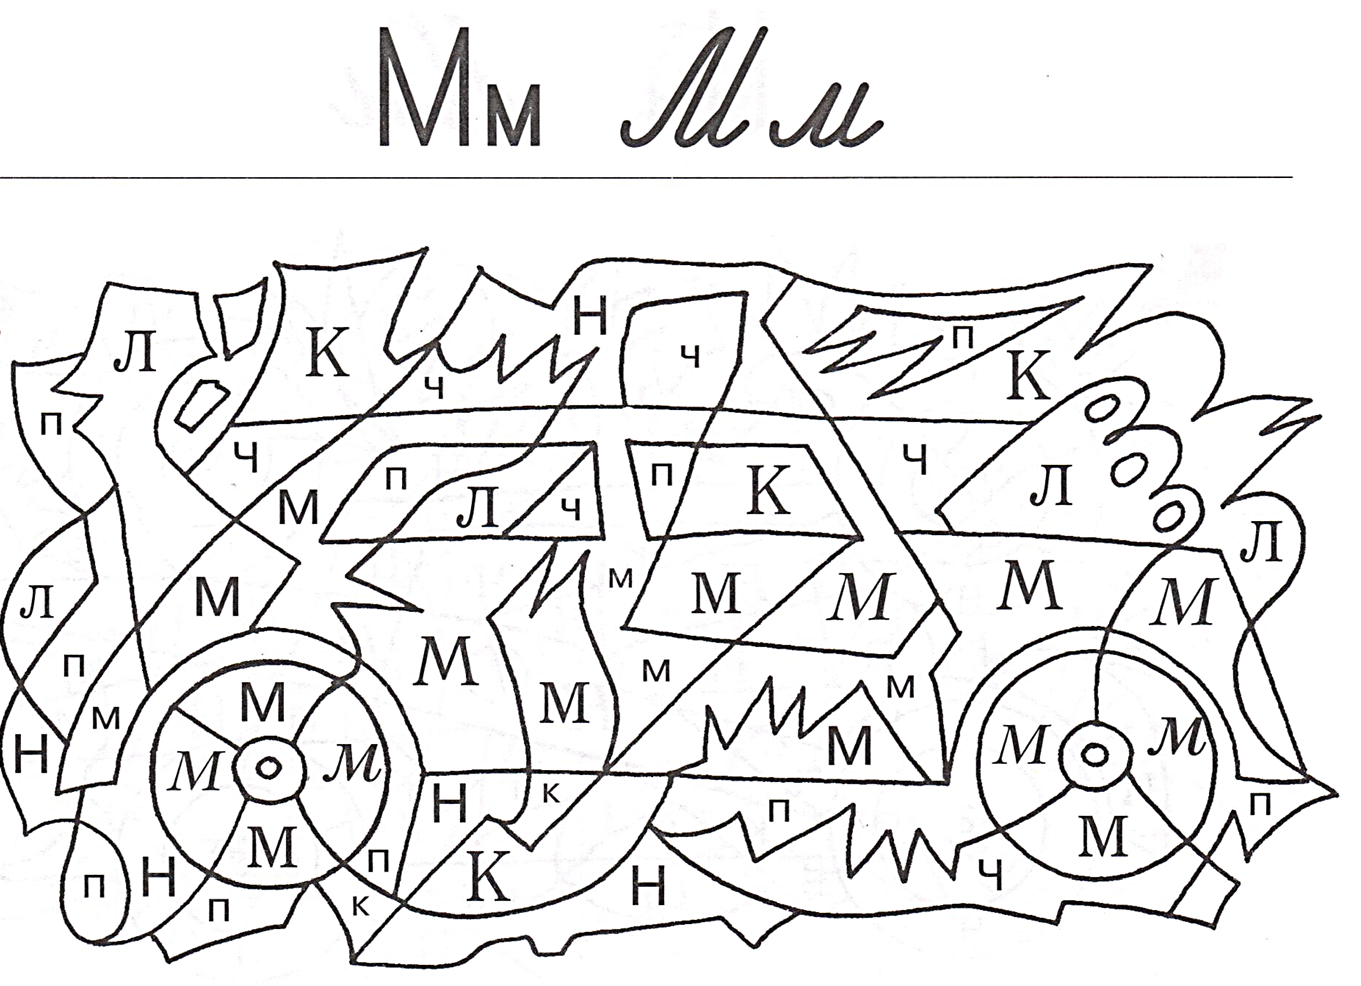 Мм Мм
Н
Л К ч п
ч К
п Ч п Ч
М Л ч п К Л
Л
Л М м М М М М
п М м м
м М М
Н М м М М м
Н к п п
М п К М
п Н п к Н Ч